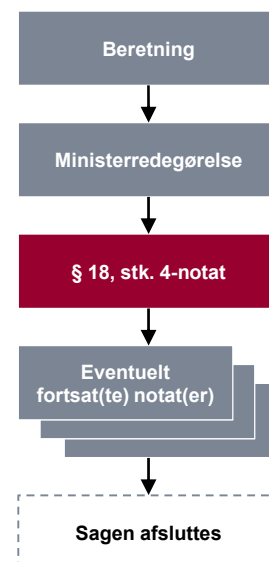 Beretning
Ministerredegørelse
§ 18, stk. 4-notat
Eventuelt
fortsat(te) notat(er)
Sagen afsluttes